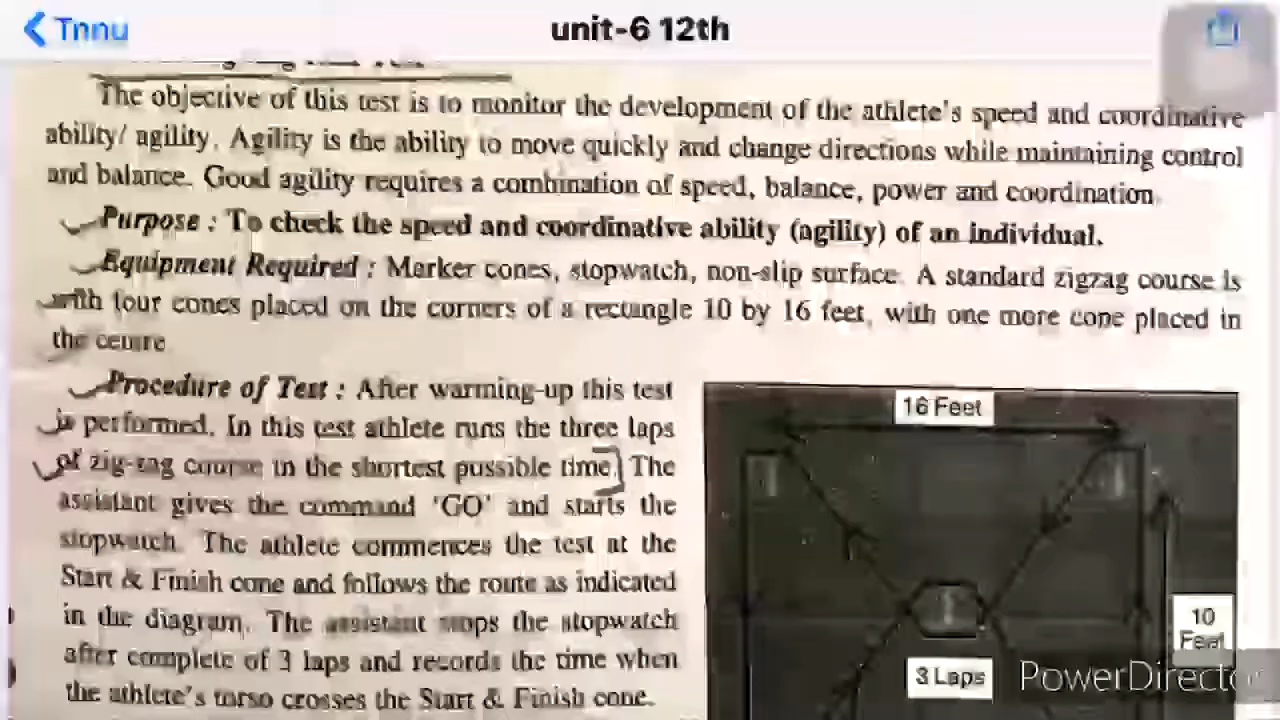 Tnnu
unit-6 12th
The objective of this test is to monitor the development of the athlete's speed and coordinative
ability/ agility. Agility is the ability to move quickly and change directions while maintaining control
and balance. Good agility requires a combination of speed, balance, power and coordination.
Purpose : To check the speed and coordinative ability (agility) of an individual.
Equipment Required : Marker cones, stopwatch, non-slip surface. A standard zigzag course is
with four cones placed on the corners of a rectangle 10 by 16 feet, with one more cone placed in
the centre
Procedure of Test : After warming-up this test
is performed. In this test athlete runs the three laps
of zig-zag course in the shortest possible time. The
assistant gives the command 'GO' and starts the
stopwatch. The athlete commences the test at the
Start & Finish cone and follows the route as indicated
in the diagram. The assistant stops the stopwatch
after complete of 3 laps and records the time when
the athlete's torso crosses the Start & Finish cone.
16 Feet
10
Feet
3 Laps
PowerDirector